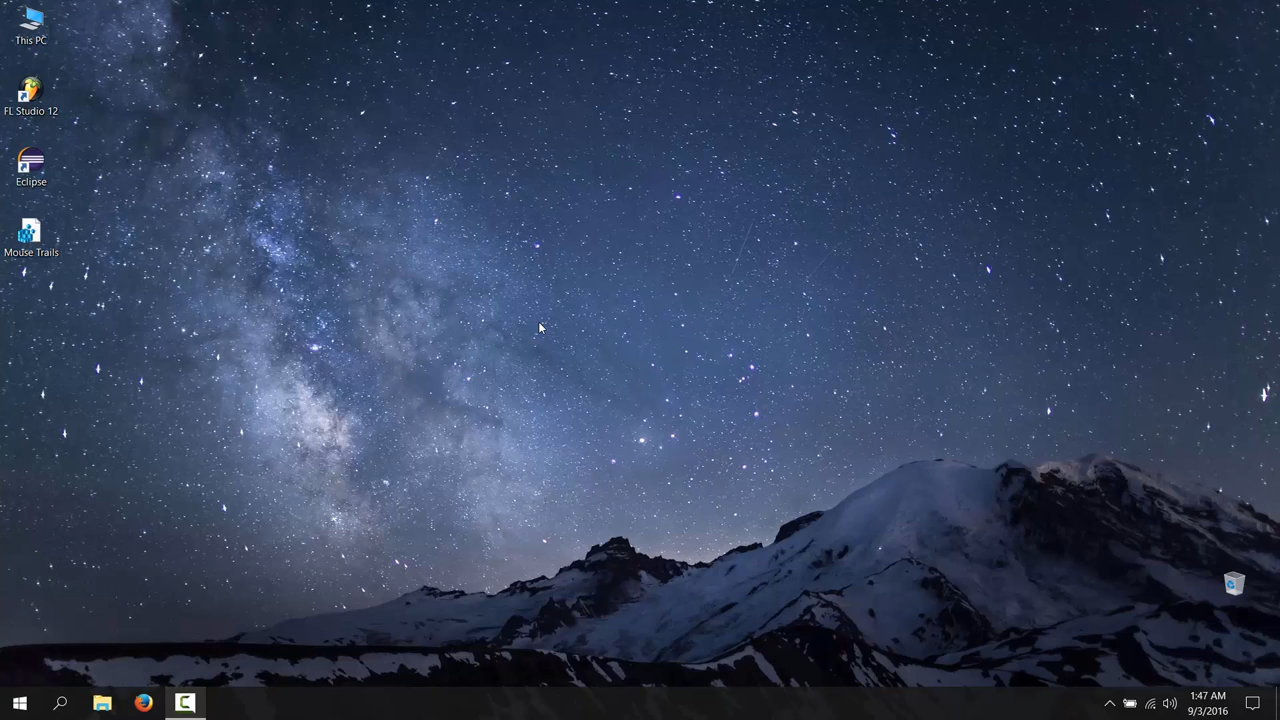 This PC
FL Studio 12
Eclipse
Mouse Trails
1:47 AM
9/3/2016